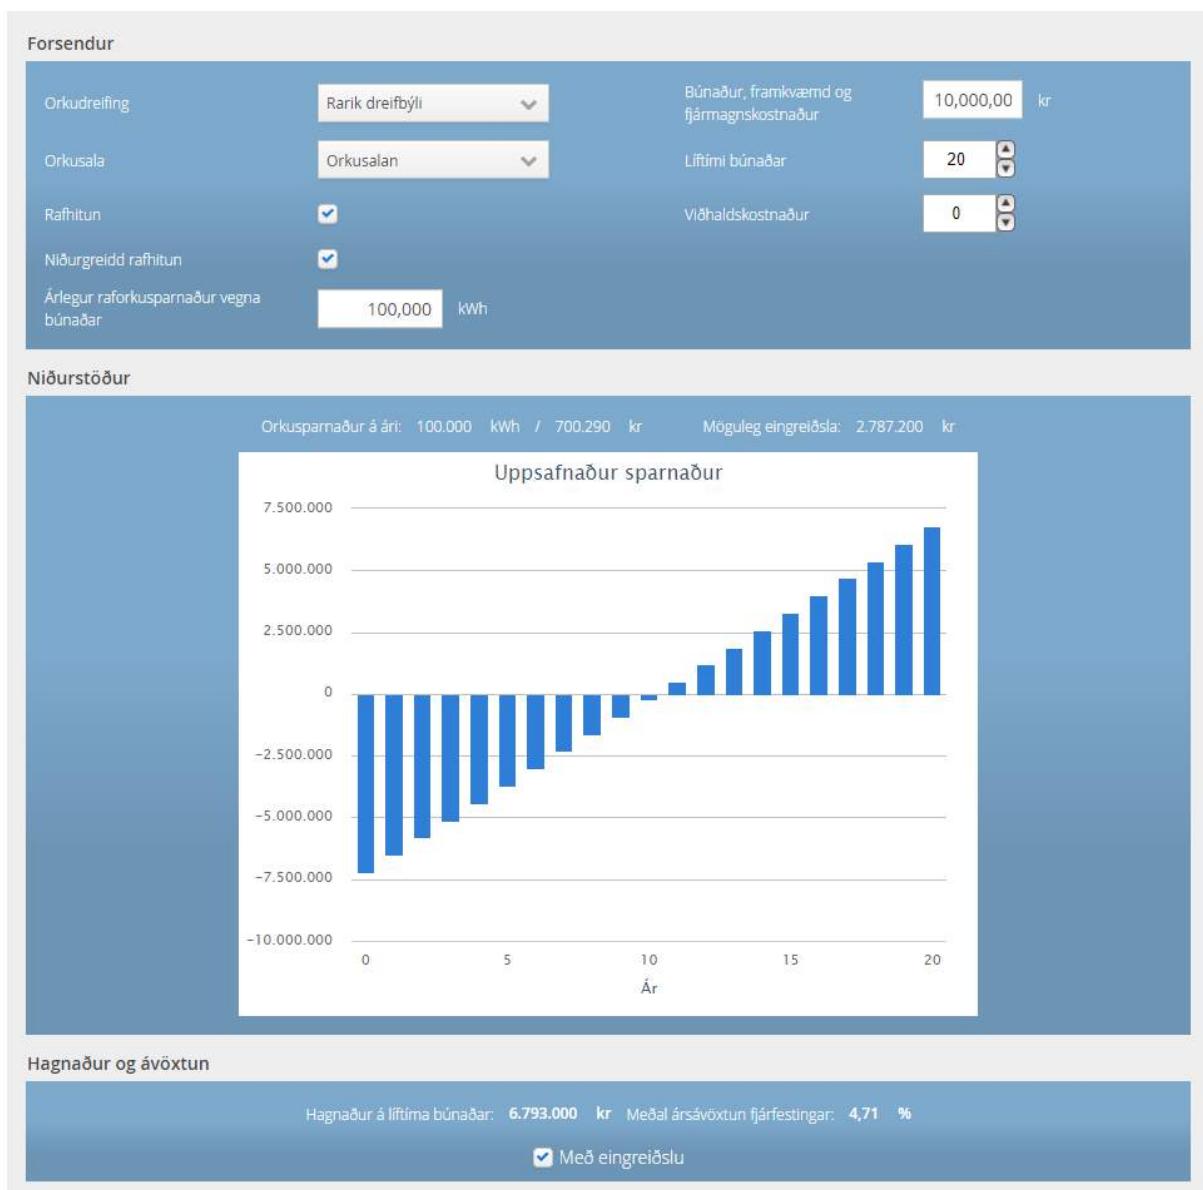 Forsendur
Orkudreifing Rarik dreifbýli
Búnaður, framkvæmd og
fjármagnskostnaður 10,000,00 kr
Orkusala Orkusalan
Líftími búnaðar 20
Rafhitun
Viðhaldskostnaður 0
Niðurgreidd rafhitun
Árlegur raforkusparnaður vegna
búnaðar 100,000 kWh
Niðurstöður
Orkusparnaður á ári: 100.000 kWh / 700.290 kr Möguleg eingreiðsla: 2.787.200 kr
Uppsafnaður sparnaður
7.500.000
5.000.000
2.500.000
0
−2.500.000
−5.000.000
−7.500.000
−10.000.000
0 5 10 15 20
Ár
Hagnaður og ávöxtun
Hagnaður á líftíma búnaðar: 6.793.000 kr Meðal ársávöxtun fjárfestingar: 4,71 %
Með eingreiðslu